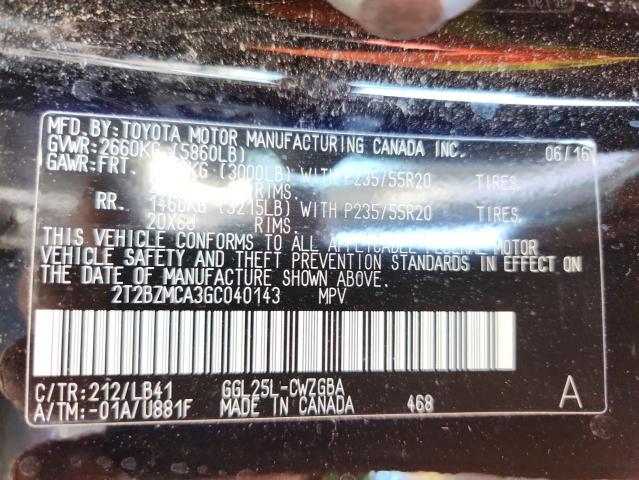 MFD.BY:TOYOTA MOTOR MANUFACTURING CANADA INC.
GVWR:2660KG (5860LB) 06/16
GAWR:FRT. (3000LB) WITH P235/55R20 TIRES,
RIMS.
RR. 1460KG (3215LB) WITH P235/55R20 TIRES,
20X8J RIMS.
THIS VEHICLE CONFORMS TO ALL APPLICABLE FEDERAL MOTOR
VEHICLE SAFETY AND THEFT PREVENTION STANDARDS IN EFFECT ON
THE DATE OF MANUFACTURE SHOWN ABOVE.
2T2BZMCA3GC040143 MPV
C/TR:212/LB41 GGL25L-CWZGBA A
A/TM:-01A/U881F MADE IN CANADA 468